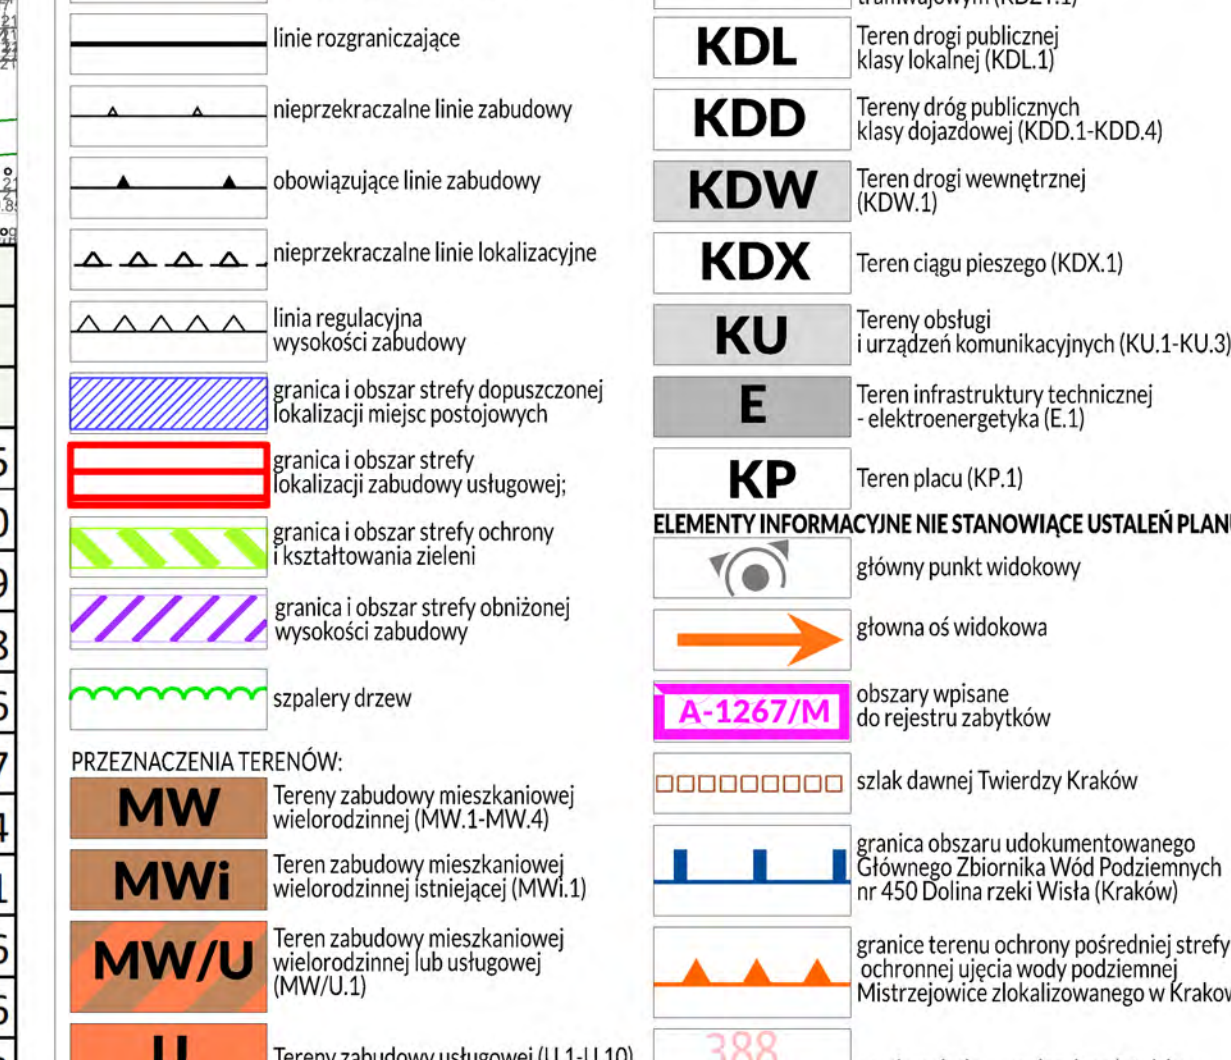 linie rozgraniczające
nieprzekraczalne linie zabudowy
obowiązujące linie zabudowy
nieprzekraczalne linie lokalizacyjne
linia regulacyjna
wysokości zabudowy
granica i obszar strefy dopuszczonej
lokalizacji miejsc postojowych
granica i obszar strefy
lokalizacji zabudowy usługowej;
granica i obszar strefy ochrony
i kształtowania zieleni
granica i obszar strefy obniżonej
wysokości zabudowy
szpalery drzew
PRZEZNACZENIA TERENÓW:
MW
Tereny zabudowy mieszkaniowej
wielorodzinnej (MW.1-MW.4)
MWi
Teren zabudowy mieszkaniowej
wielorodzinnej istniejącej (MWi.1)
MW/U
Teren zabudowy mieszkaniowej
wielorodzinnej lub usługowej
(MW/U.1)
U
Tereny zabudowy usługowej (U.1-U.10)
KDL
Teren drogi publicznej
klasy lokalnej (KDL.1)
KDD
Tereny dróg publicznych
klasy dojazdowej (KDD.1-KDD.4)
KDW
Teren drogi wewnętrznej
(KDW.1)
KDX
Teren ciągu pieszego (KDX.1)
KU
Tereny obsługi
i urządzeń komunikacyjnych (KU.1-KU.3)
E
Teren infrastruktury technicznej
- elektroenergetyka (E.1)
KP
Teren placu (KP.1)
ELEMENTY INFORMACYJNE NIE STANOWIĄCE USTALEŃ PLANU
główny punkt widokowy
głowna oś widokowa
A-1267/M
obszary wpisane
do rejestru zabytków
szlak dawnej Twierdzy Kraków
granica obszaru udokumentowanego
Głównego Zbiornika Wód Podziemnych
nr 450 Dolina rzeki Wisła (Kraków)
granice terenu ochrony pośredniej strefy
ochronnej ujęcia wody podziemnej
Mistrzejowice zlokalizowanego w Krakow
388